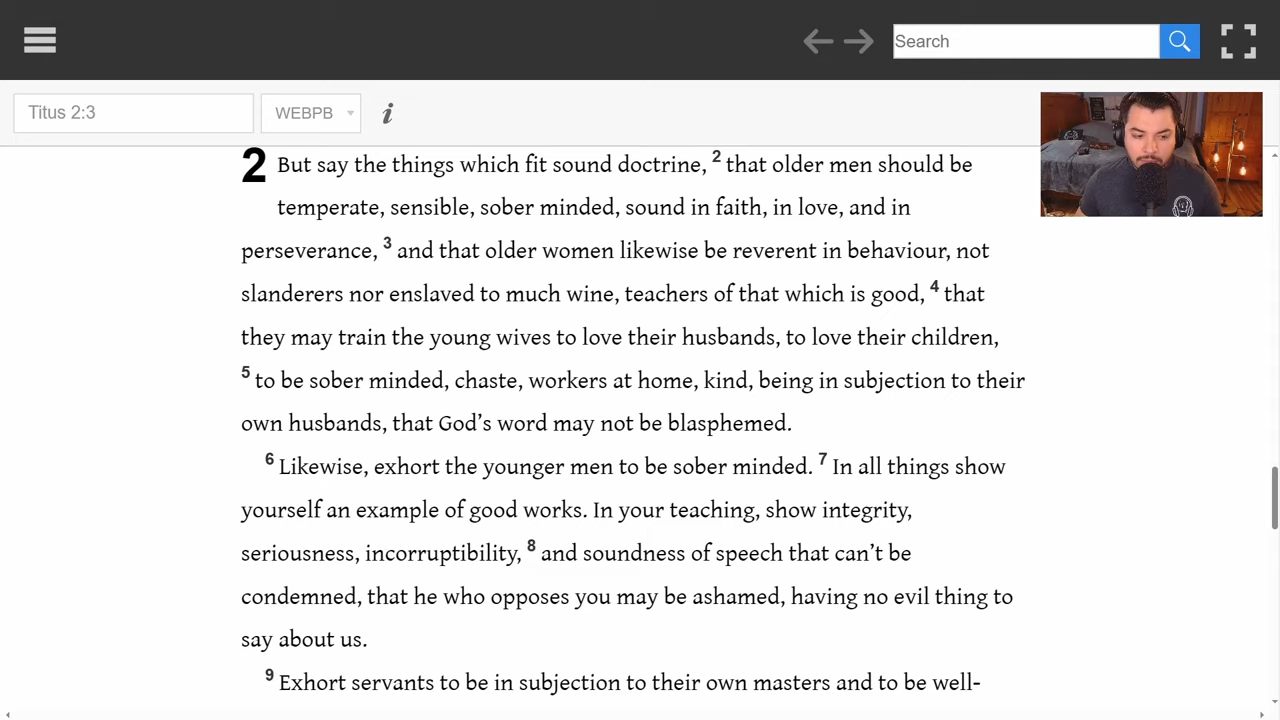 Search
Titus 2:3
WEBPB
i
2 But say the things which fit sound doctrine, 2 that older men should be
temperate, sensible, sober minded, sound in faith, in love, and in
perseverance, 3 and that older women likewise be reverent in behaviour, not
slanderers nor enslaved to much wine, teachers of that which is good, 4 that
they may train the young wives to love their husbands, to love their children,
5 to be sober minded, chaste, workers at home, kind, being in subjection to their
own husbands, that God’s word may not be blasphemed.
6 Likewise, exhort the younger men to be sober minded. 7 In all things show
yourself an example of good works. In your teaching, show integrity,
seriousness, incorruptibility, 8 and soundness of speech that can’t be
condemned, that he who opposes you may be ashamed, having no evil thing to
say about us.
9 Exhort servants to be in subjection to their own masters and to be well-